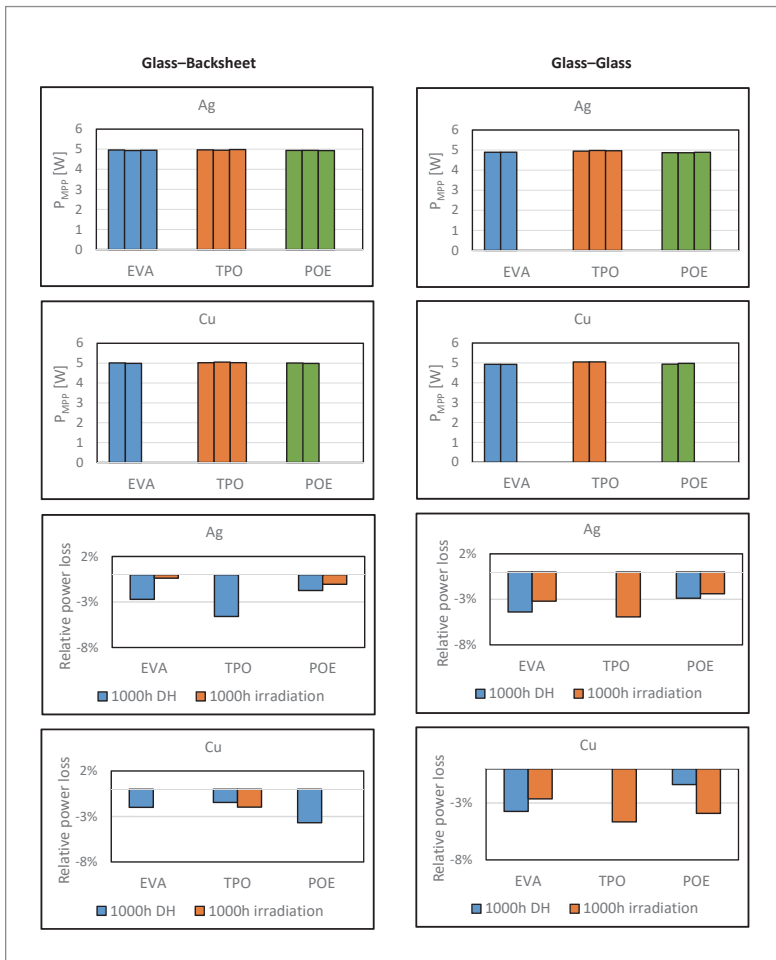 Glass–Backsheet
Glass–Glass
Ag
P_MPP [W]
6
5
4
3
2
1
0
EVA TPO POE
Ag
P_MPP [W]
6
5
4
3
2
1
0
EVA TPO POE
Cu
P_MPP [W]
6
5
4
3
2
1
0
EVA TPO POE
Cu
P_MPP [W]
6
5
4
3
2
1
0
EVA TPO POE
Ag
Relative power loss
2%
-3%
-8%
EVA TPO POE
1000h DH 1000h irradiation
Ag
Relative power loss
2%
-3%
-8%
EVA TPO POE
1000h DH 1000h irradiation
Cu
Relative power loss
2%
-3%
-8%
EVA TPO POE
1000h DH 1000h irradiation
Cu
Relative power loss
-3%
-8%
EVA TPO POE
1000h DH 1000h irradiation